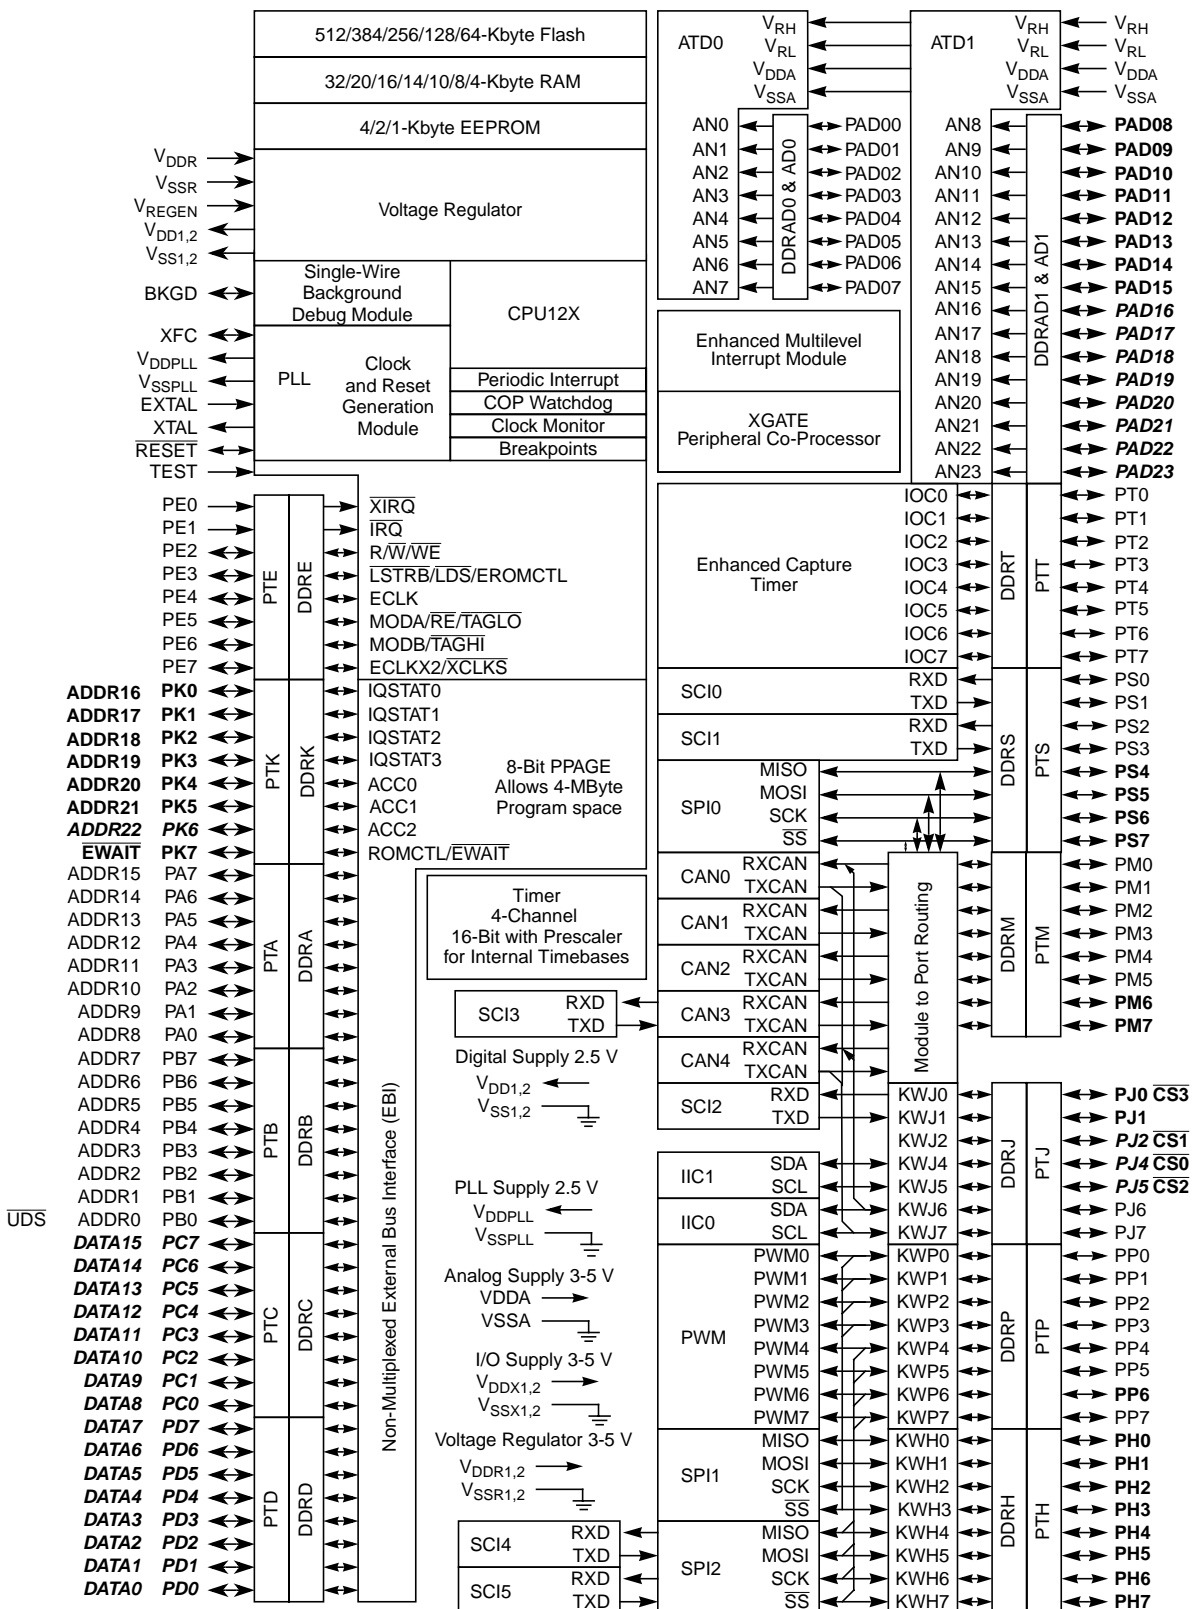 512/384/256/128/64-Kbyte Flash
32/20/16/14/10/8/4-Kbyte RAM
4/2/1-Kbyte EEPROM
VDDR
VSSR
VREGEN
VDD1,2
VSS1,2
Voltage Regulator
BKGD
Single-Wire
Background
Debug Module
CPU12X
XFC
VDDPLL
VSSPLL
EXTAL
XTAL
RESET
TEST
PLL
Clock
and Reset
Generation
Module
Periodic Interrupt
COP Watchdog
Clock Monitor
Breakpoints
PE0
PE1
PE2
PE3
PE4
PE5
PE6
PE7
PTE
DDRE
XIRQ
IRQ
R/W/WE
LSTRB/LDS/EROMCTL
ECLK
MODA/RE/TAGLO
MODB/TAGHI
ECLKX2/XCLKS
ADDR16 PK0
ADDR17 PK1
ADDR18 PK2
ADDR19 PK3
ADDR20 PK4
ADDR21 PK5
ADDR22 PK6
EWAIT PK7
PTK
DDRK
IQSTAT0
IQSTAT1
IQSTAT2
IQSTAT3
ACC0
ACC1
ACC2
ROMCTL/EWAIT
8-Bit PPAGE
Allows 4-MByte
Program space
ADDR15 PA7
ADDR14 PA6
ADDR13 PA5
ADDR12 PA4
ADDR11 PA3
ADDR10 PA2
ADDR9 PA1
ADDR8 PA0
PTA
DDRA
ADDR7 PB7
ADDR6 PB6
ADDR5 PB5
ADDR4 PB4
ADDR3 PB3
ADDR2 PB2
ADDR1 PB1
UDS ADDR0 PB0
PTB
DDRB
DATA15 PC7
DATA14 PC6
DATA13 PC5
DATA12 PC4
DATA11 PC3
DATA10 PC2
DATA9 PC1
DATA8 PC0
PTC
DDRC
DATA7 PD7
DATA6 PD6
DATA5 PD5
DATA4 PD4
DATA3 PD3
DATA2 PD2
DATA1 PD1
DATA0 PD0
PTD
DDRD
Non-Multiplexed External Bus Interface (EBI)
Timer
4-Channel
16-Bit with Prescaler
for Internal Timebases
SCI3 RXD
TXD
Digital Supply 2.5 V
VDD1,2
VSS1,2
PLL Supply 2.5 V
VDDPLL
VSSPLL
Analog Supply 3-5 V
VDDA
VSSA
I/O Supply 3-5 V
VDDX1,2
VSSX1,2
Voltage Regulator 3-5 V
VDDR1,2
VSSR1,2
SCI4 RXD
TXD
SCI5 RXD
TXD
ATD0
VRH
VRL
VDDA
VSSA
AN0
AN1
AN2
AN3
AN4
AN5
AN6
AN7
DDRAD0 & AD0
PAD00
PAD01
PAD02
PAD03
PAD04
PAD05
PAD06
PAD07
ATD1
VRH
VRL
VDDA
VSSA
VRH
VRL
VDDA
VSSA
AN8
AN9
AN10
AN11
AN12
AN13
AN14
AN15
AN16
AN17
AN18
AN19
AN20
AN21
AN22
AN23
DDRAD1 & AD1
PAD08
PAD09
PAD10
PAD11
PAD12
PAD13
PAD14
PAD15
PAD16
PAD17
PAD18
PAD19
PAD20
PAD21
PAD22
PAD23
Enhanced Multilevel
Interrupt Module
XGATE
Peripheral Co-Processor
Enhanced Capture
Timer
IOC0
IOC1
IOC2
IOC3
IOC4
IOC5
IOC6
IOC7
DDRT
PTT
PT0
PT1
PT2
PT3
PT4
PT5
PT6
PT7
SCI0 RXD
TXD
SCI1 RXD
TXD
SPI0
MISO
MOSI
SCK
SS
DDRS
PTS
PS0
PS1
PS2
PS3
PS4
PS5
PS6
PS7
CAN0 RXCAN
TXCAN
CAN1 RXCAN
TXCAN
CAN2 RXCAN
TXCAN
CAN3 RXCAN
TXCAN
CAN4 RXCAN
TXCAN
Module to Port Routing
DDRM
PTM
PM0
PM1
PM2
PM3
PM4
PM5
PM6
PM7
SCI2 RXD
TXD
IIC1 SDA
SCL
IIC0 SDA
SCL
KWJ0
KWJ1
KWJ2
KWJ4
KWJ5
KWJ6
KWJ7
DDRJ
PTJ
PJ0 CS3
PJ1
PJ2 CS1
PJ4 CS0
PJ5 CS2
PJ6
PJ7
PWM
PWM0
PWM1
PWM2
PWM3
PWM4
PWM5
PWM6
PWM7
KWP0
KWP1
KWP2
KWP3
KWP4
KWP5
KWP6
KWP7
DDRP
PTP
PP0
PP1
PP2
PP3
PP4
PP5
PP6
PP7
SPI1
MISO
MOSI
SCK
SS
SPI2
MISO
MOSI
SCK
SS
KWH0
KWH1
KWH2
KWH3
KWH4
KWH5
KWH6
KWH7
DDRH
PTH
PH0
PH1
PH2
PH3
PH4
PH5
PH6
PH7